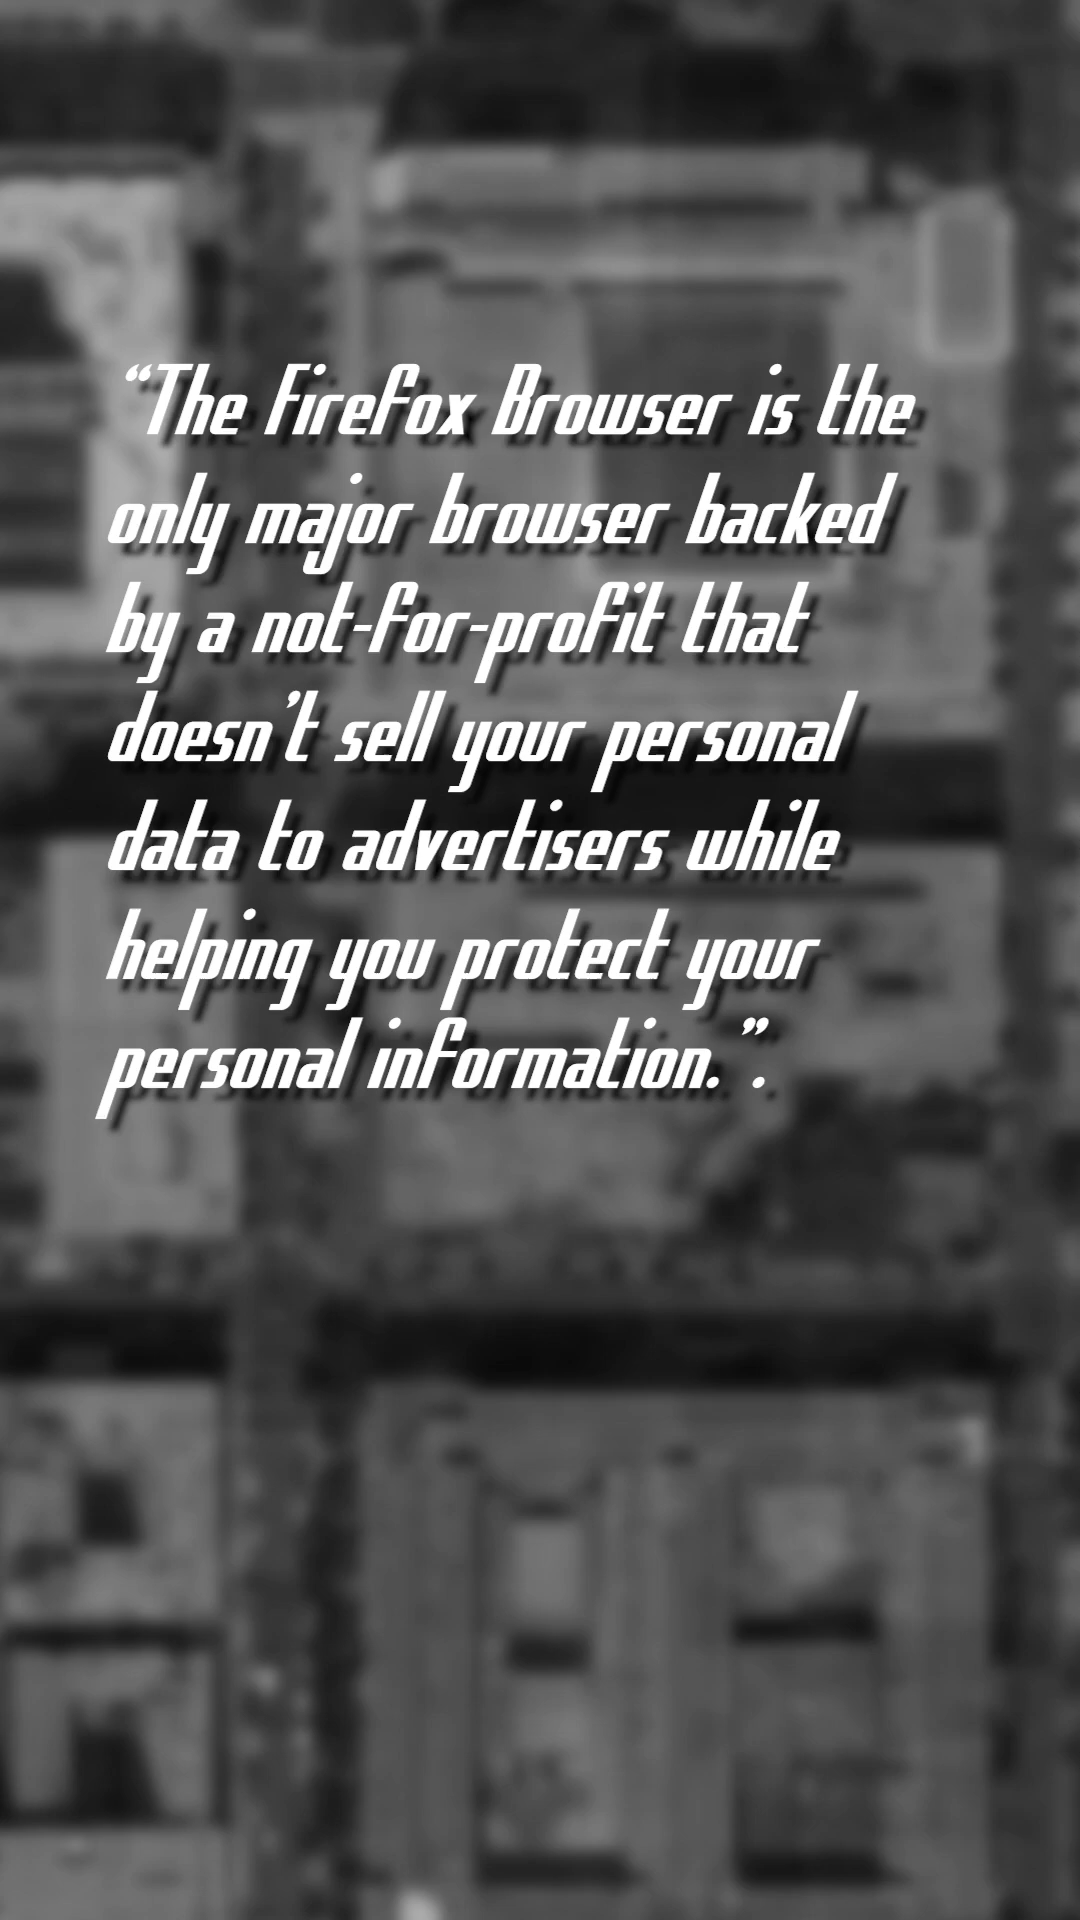 “The Firefox Browser is the
only major browser backed
by a not-for-profit that
doesn’t sell your personal
data to advertisers while
helping you protect your
personal information.”.